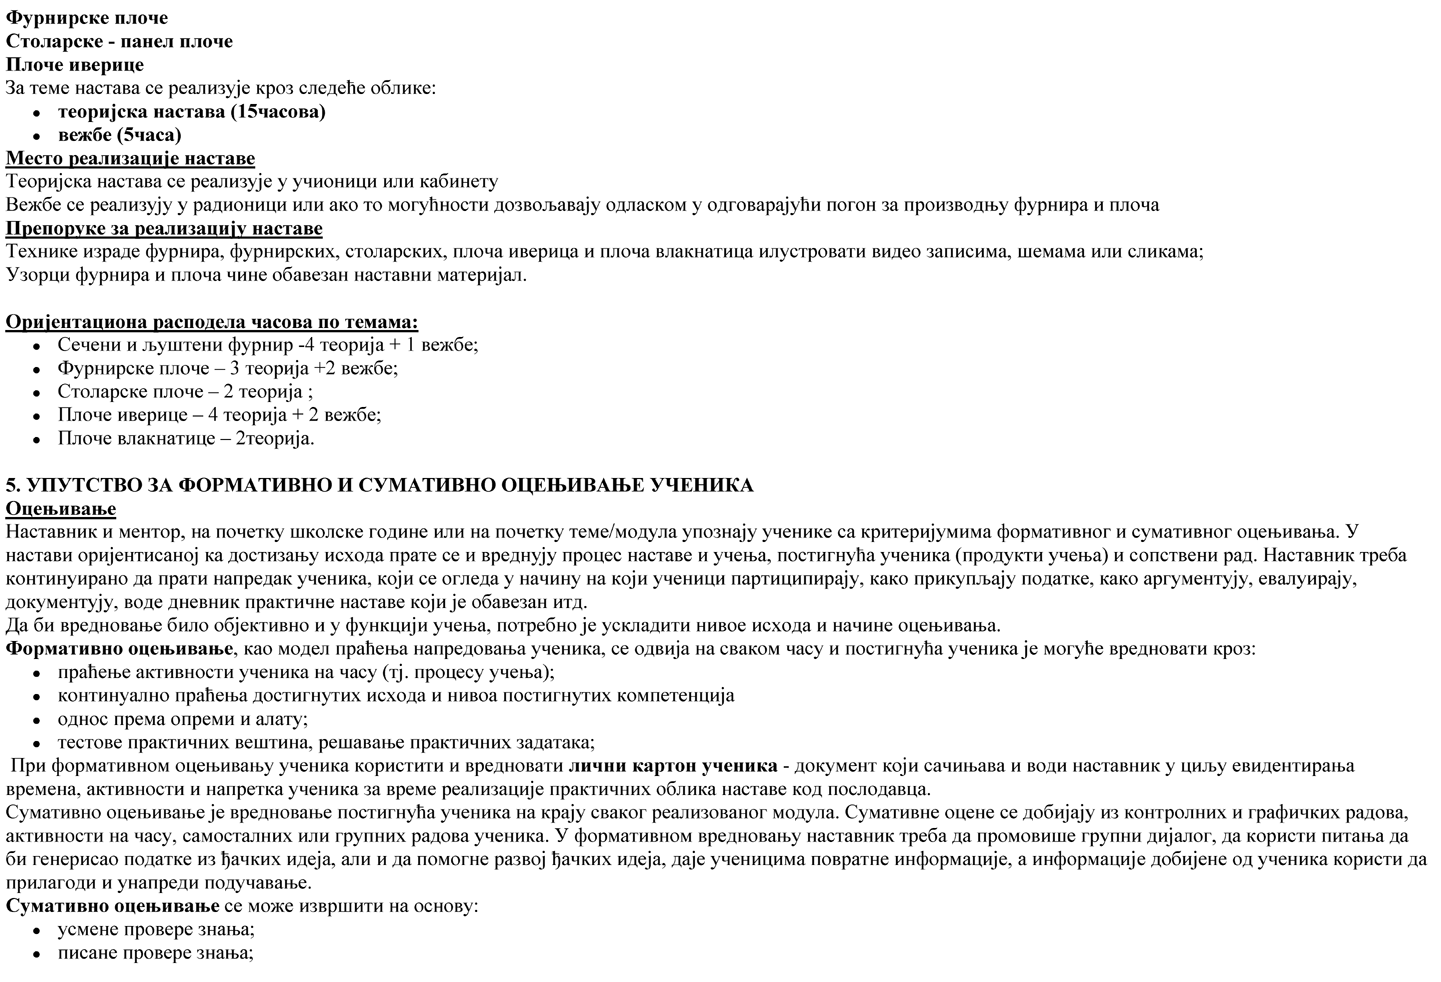 Фурнирске плоче
Столарске - панел плоче
Плоче иверице
За теме настава се реализује кроз следеће облике:
• теоријска настава (15часова)
• вежбе (5часа)
Место реализације наставе
Теоријска настава се реализује у учионици или кабинету
Вежбе се реализују у радионици или ако то могућности дозвољавају одласком у одговарајући погон за производњу фурнира и плоча
Препоруке за реализацију наставе
Технике израде фурнира, фурнирских, столарских, плоча иверица и плоча влакнатица илустровати видео записима, шемама или сликама;
Узорци фурнира и плоча чине обавезан наставни материјал.
Оријентациона расподела часова по темама:
• Сечени и љуштени фурнир -4 теорија + 1 вежбе;
• Фурнирске плоче – 3 теорија +2 вежбе;
• Столарске плоче – 2 теорија ;
• Плоче иверице – 4 теорија + 2 вежбе;
• Плоче влакнатице – 2теорија.
5. УПУТСТВО ЗА ФОРМАТИВНО И СУМАТИВНО ОЦЕЊИВАЊЕ УЧЕНИКА
Оцењивање
Наставник и ментор, на почетку школске године или на почетку теме/модула упознају ученике са критеријумима формативног и сумативног оцењивања. У
настави оријентисаној ка достизању исхода прате се и вреднују процес наставе и учења, постигнућа ученика (продукти учења) и сопствени рад. Наставник треба
континуирано да прати напредак ученика, који се огледа у начину на који ученици партиципирају, како прикупљају податке, како аргументују, евалуирају,
документују, воде дневник практичне наставе који је обавезан итд.
Да би вредновање било објективно и у функцији учења, потребно је ускладити нивое исхода и начине оцењивања.
Формативно оцењивање, као модел праћења напредовања ученика, се одвија на сваком часу и постигнућа ученика је могуће вредновати кроз:
• праћење активности ученика на часу (тј. процесу учења);
• континуално праћења достигнутих исхода и нивоа постигнутих компетенција
• однос према опреми и алату;
• тестове практичних вештина, решавање практичних задатака;
При формативном оцењивању ученика користити и вредновати лични картон ученика - документ који сачињава и води наставник у циљу евидентирања
времена, активности и напретка ученика за време реализације практичних облика наставе код послодавца.
Сумативно оцењивање је вредновање постигнућа ученика на крају сваког реализованог модула. Сумативне оцене се добијају из контролних и графичких радова,
активности на часу, самосталних или групних радова ученика. У формативном вредновању наставник треба да промовише групни дијалог, да користи питања да
би генерисао податке из ђачких идеја, али и да помогне развој ђачких идеја, даје ученицима повратне информације, а информације добијене од ученика користи да
прилагоди и унапреди подучавање.
Сумативно оцењивање се може извршити на основу:
• усмене провере знања;
• писане провере знања;